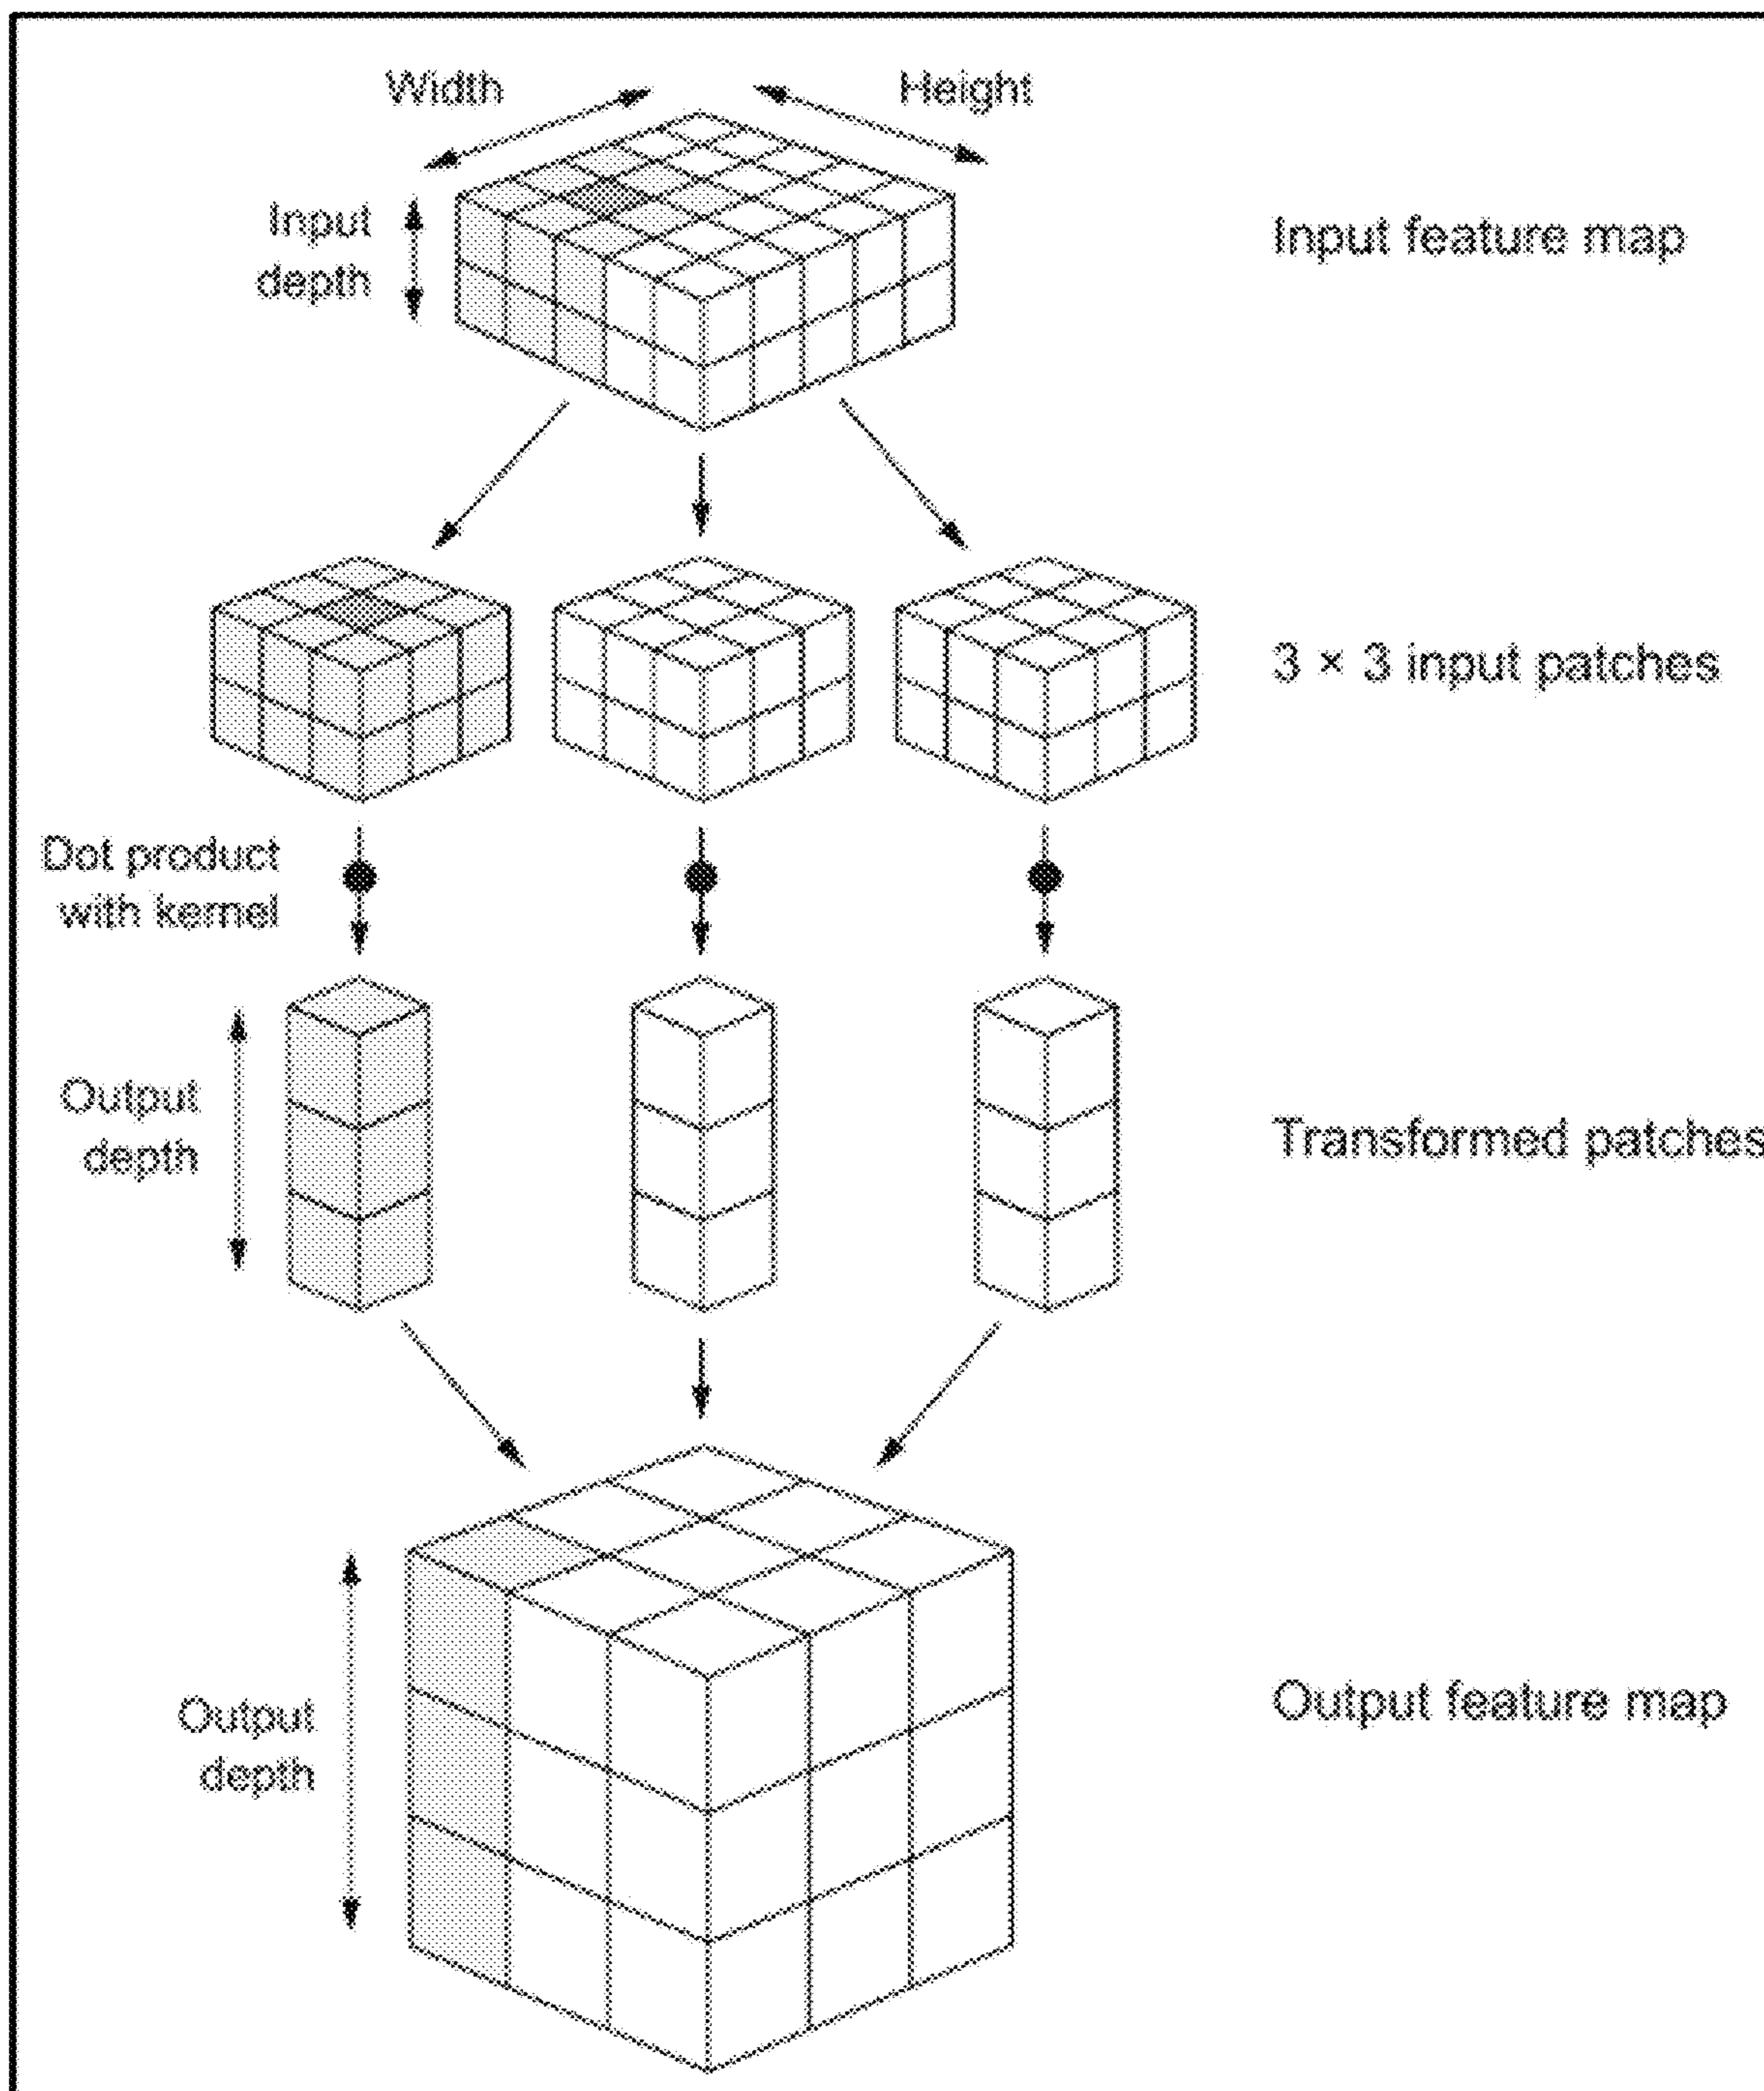 Width
Height
Input
depth
Input feature map
3 × 3 input patches
Dot product
with kernel
Output
depth
Transformed patches
Output
depth
Output feature map